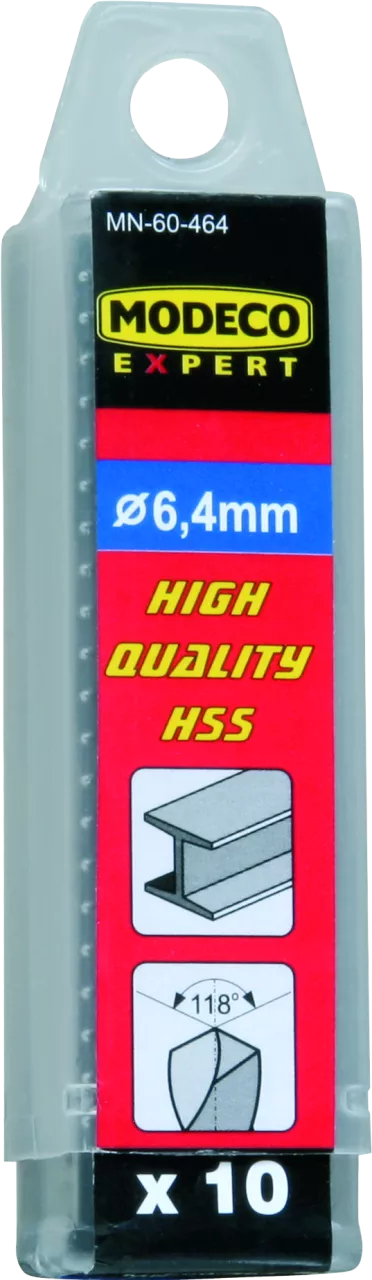 MN-60-464
MODECO
EXPERT
ø6,4mm
HIGH
QUALITY
HSS
118°
x 10